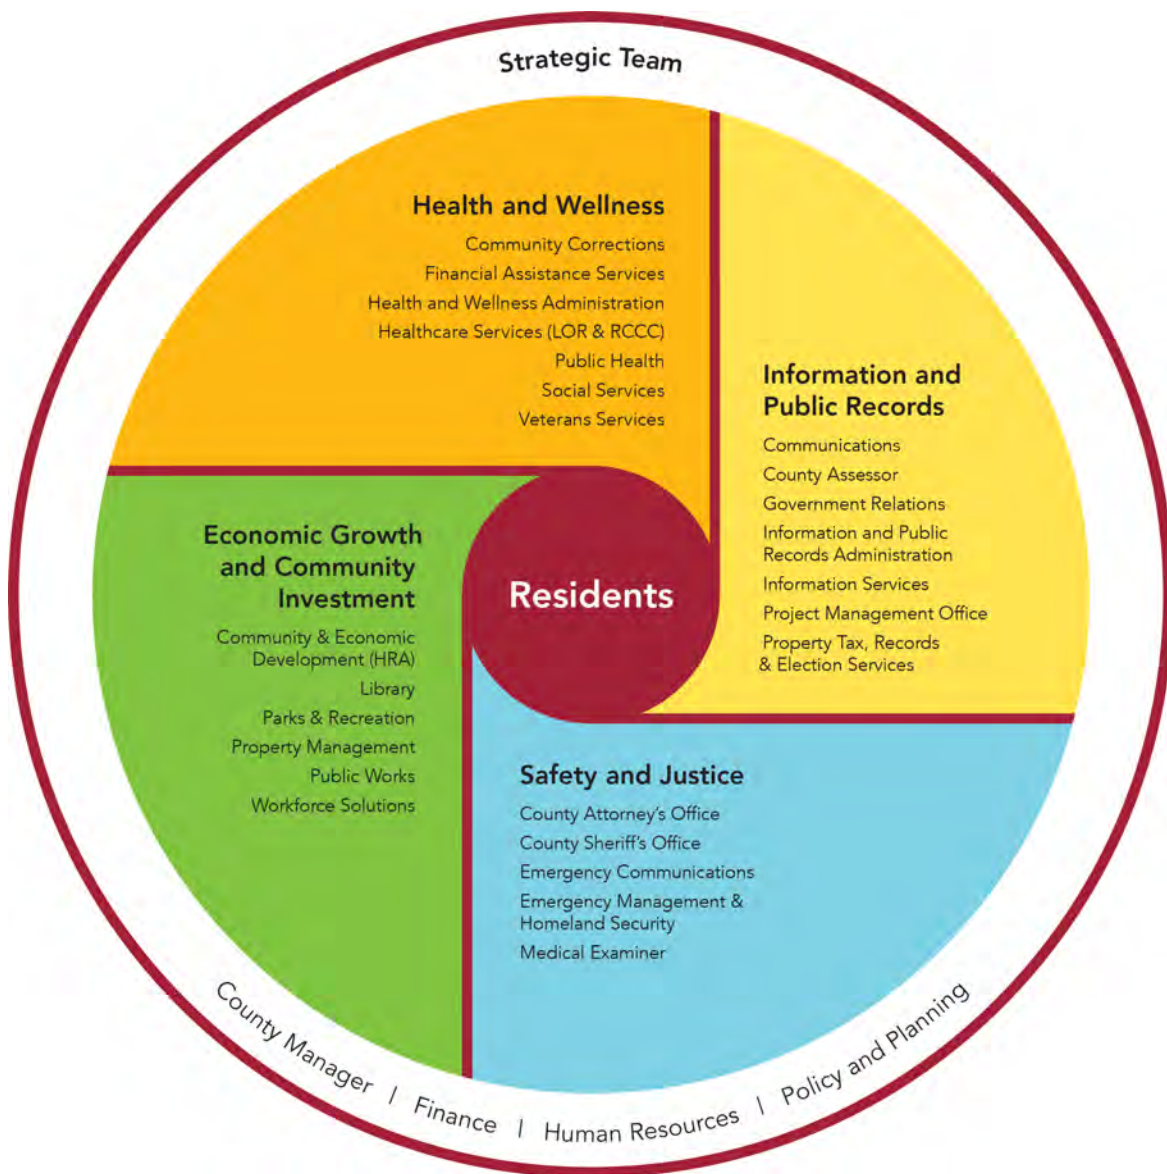 Strategic Team
Health and Wellness
Community Corrections
Financial Assistance Services
Health and Wellness Administration
Healthcare Services (LOR & RCCC)
Public Health
Social Services
Veterans Services
Information and
Public Records
Communications
County Assessor
Government Relations
Information and Public
Records Administration
Information Services
Project Management Office
Property Tax, Records
& Election Services
Economic Growth
and Community
Investment
Community & Economic
Development (HRA)
Library
Parks & Recreation
Property Management
Public Works
Workforce Solutions
Residents
Safety and Justice
County Attorney's Office
County Sheriff's Office
Emergency Communications
Emergency Management &
Homeland Security
Medical Examiner
County Manager | Finance | Human Resources | Policy and Planning